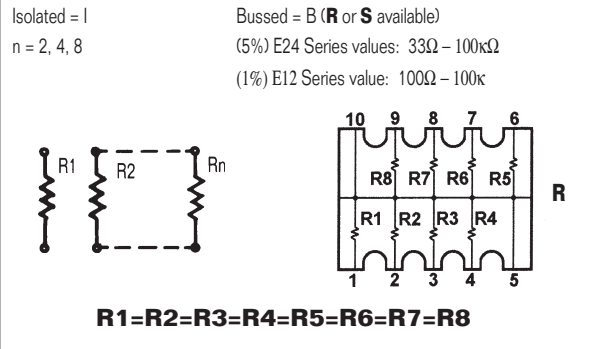 Isolated = I
n = 2, 4, 8
Bussed = B (R or S available)
(5%) E24 Series values: 33Ω – 100κΩ
(1%) E12 Series value: 100Ω – 100κ
R1
R2
Rn
10 9 8 7 6
R8 R7 R6 R5
R
R1 R2 R3 R4
1 2 3 4 5
R1=R2=R3=R4=R5=R6=R7=R8